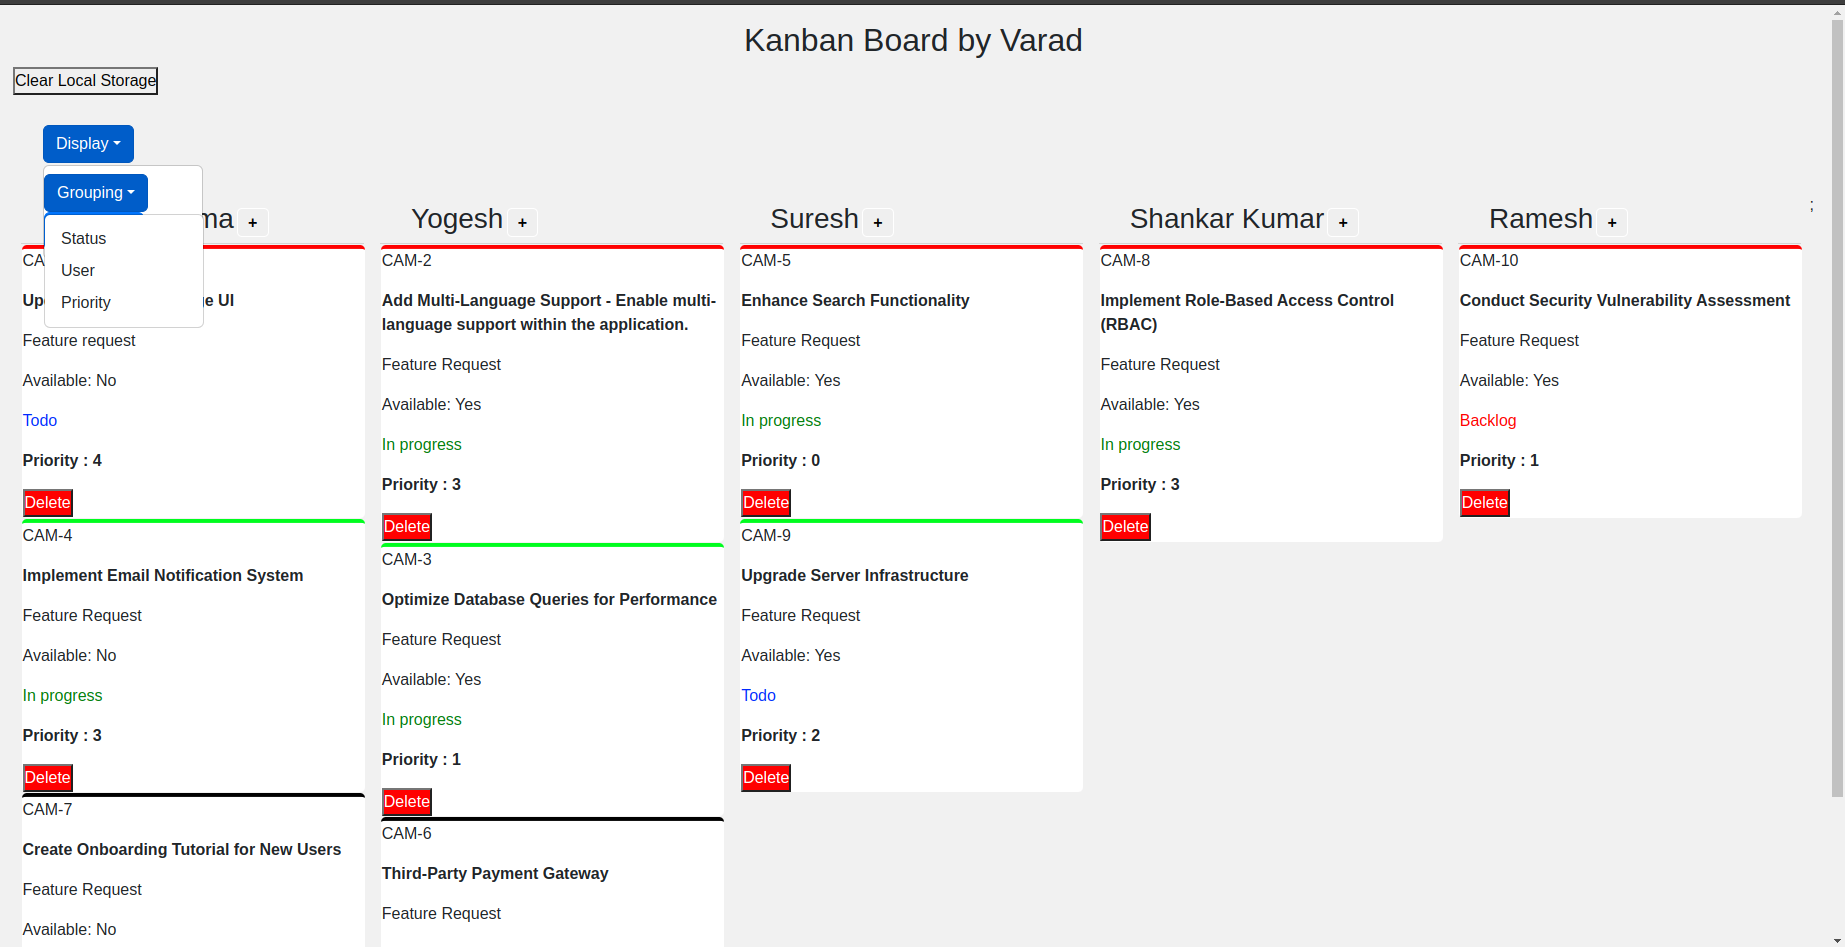 Kanban Board by Varad
Clear Local Storage
Display
Grouping
Status
User
Priority
ma +
CA
Up
e UI
Feature request
Available: No
Todo
Priority : 4
Delete
CAM-4
Implement Email Notification System
Feature Request
Available: No
In progress
Priority : 3
Delete
CAM-7
Create Onboarding Tutorial for New Users
Feature Request
Available: No
Yogesh +
CAM-2
Add Multi-Language Support - Enable multi-
language support within the application.
Feature Request
Available: Yes
In progress
Priority : 3
Delete
CAM-3
Optimize Database Queries for Performance
Feature Request
Available: Yes
In progress
Priority : 1
Delete
CAM-6
Third-Party Payment Gateway
Feature Request
Suresh +
CAM-5
Enhance Search Functionality
Feature Request
Available: Yes
In progress
Priority : 0
Delete
CAM-9
Upgrade Server Infrastructure
Feature Request
Available: Yes
Todo
Priority : 2
Delete
Shankar Kumar +
CAM-8
Implement Role-Based Access Control
(RBAC)
Feature Request
Available: Yes
In progress
Priority : 3
Delete
Ramesh +
CAM-10
Conduct Security Vulnerability Assessment
Feature Request
Available: Yes
Backlog
Priority : 1
Delete
;